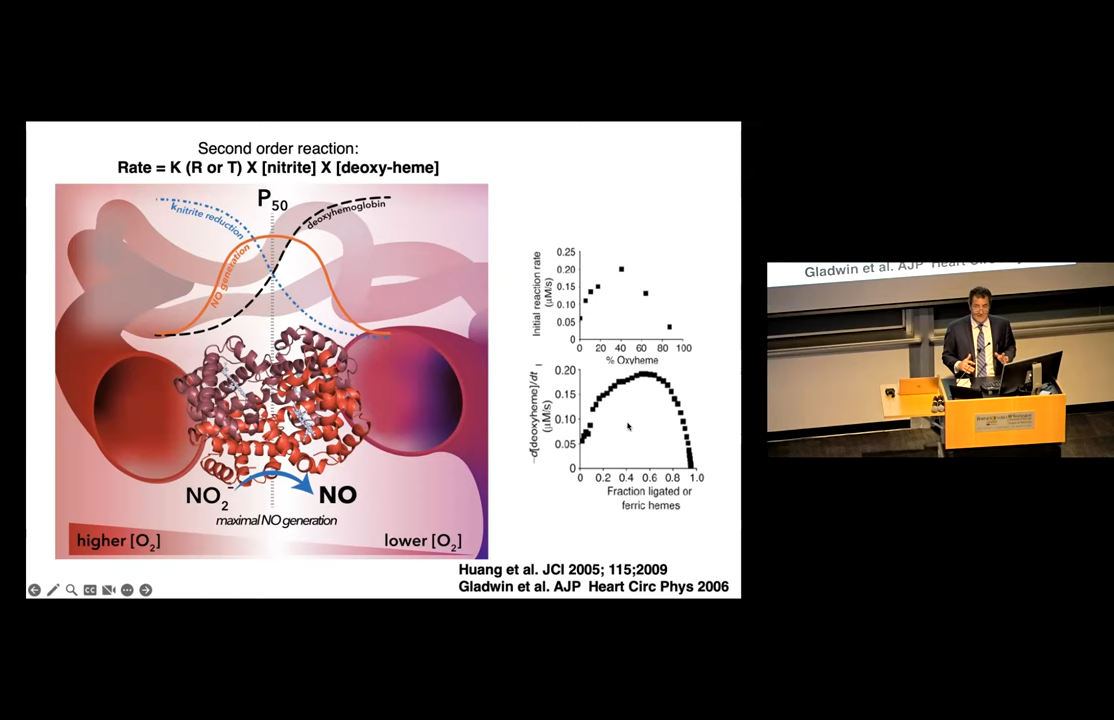 Second order reaction:
Rate = K (R or T) X [nitrite] X [deoxy-heme]
P50
knitrite reduction
deoxyhemoglobin
NO generation
NO2- NO
maximal NO generation
higher [O2] lower [O2]
Initial reaction rate
(µM/s)
0.25
0.20
0.15
0.10
0.05
0
0 20 40 60 80 100
% Oxyheme
-d[deoxyheme]/dt
(µM/s)
0.20
0.15
0.10
0.05
0
0 0.2 0.4 0.6 0.8 1.0
Fraction ligated or
ferric hemes
Huang et al. JCI 2005; 115;2009
Gladwin et al. AJP Heart Circ Phys 2006
CC
Gladwin et al. AJP Heart Circ